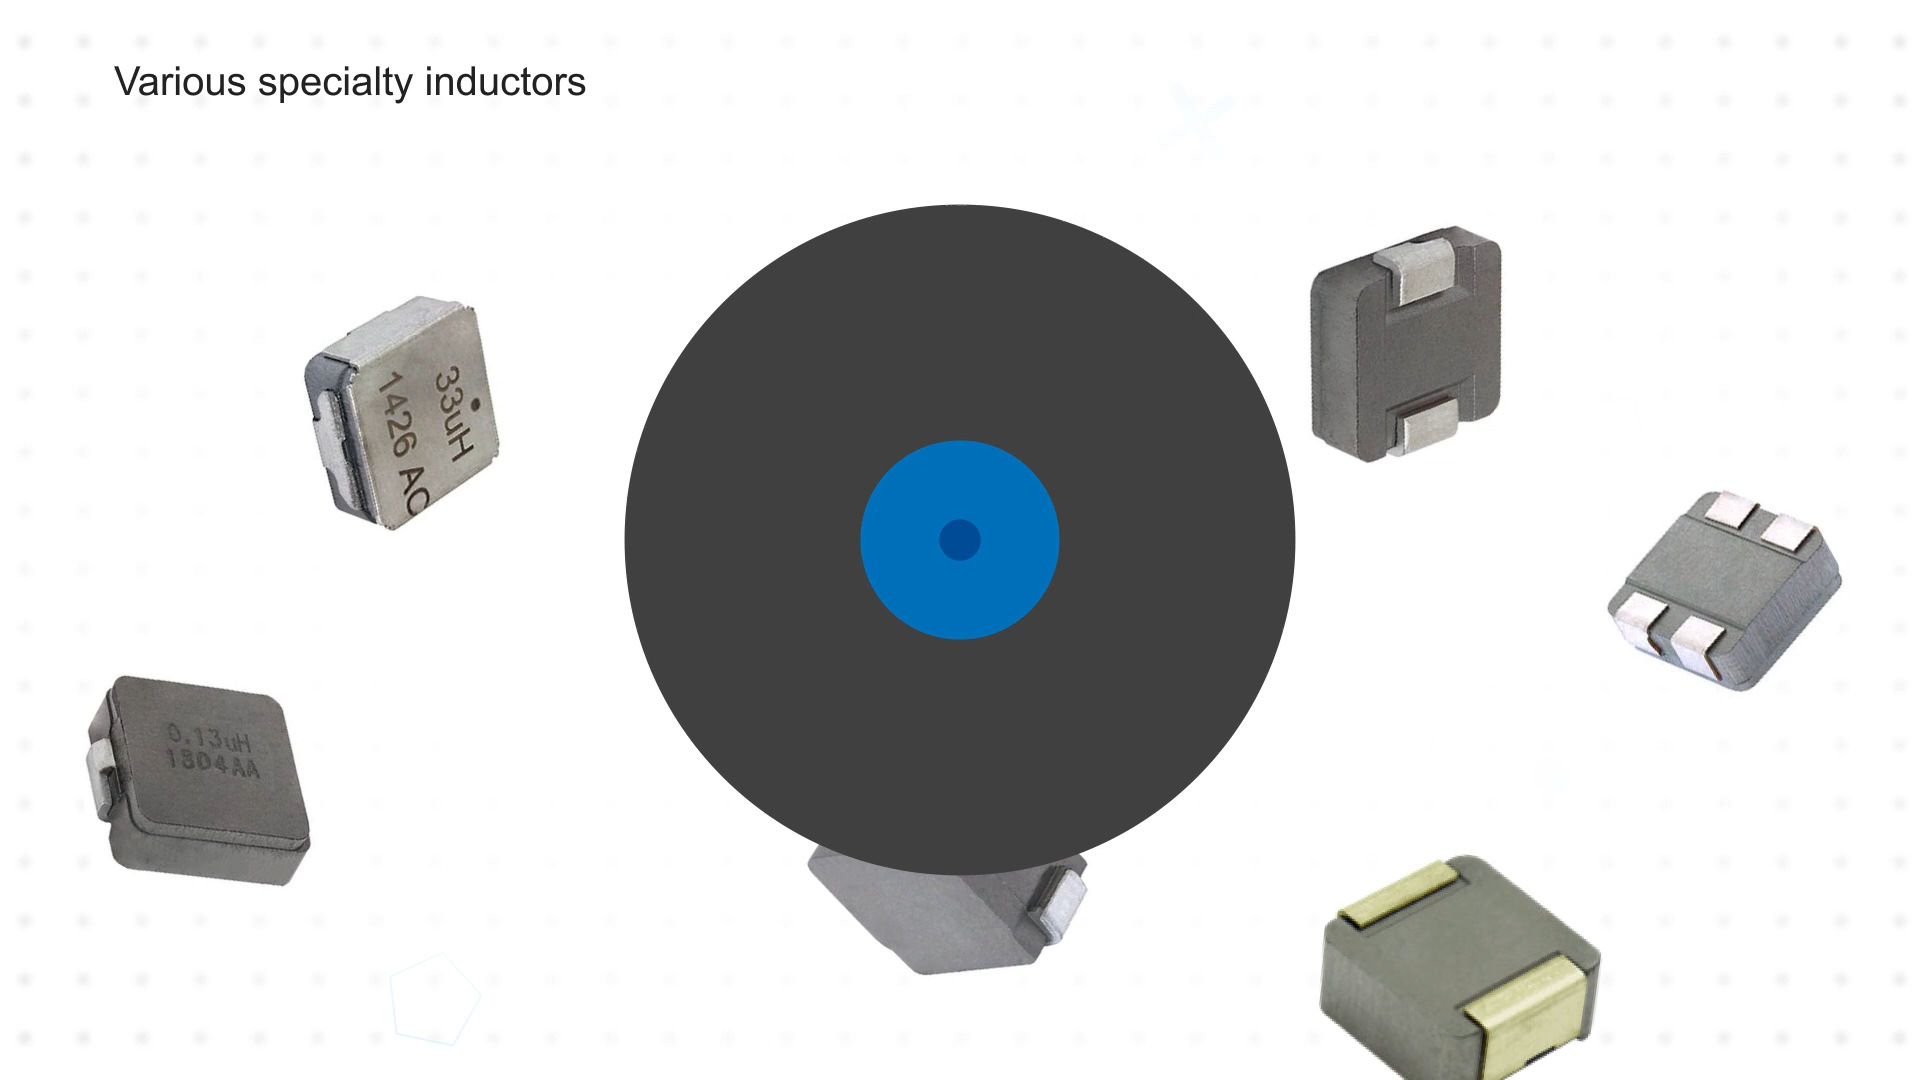 Various specialty inductors
33uH
1426 AC
0.13uH
1804AA